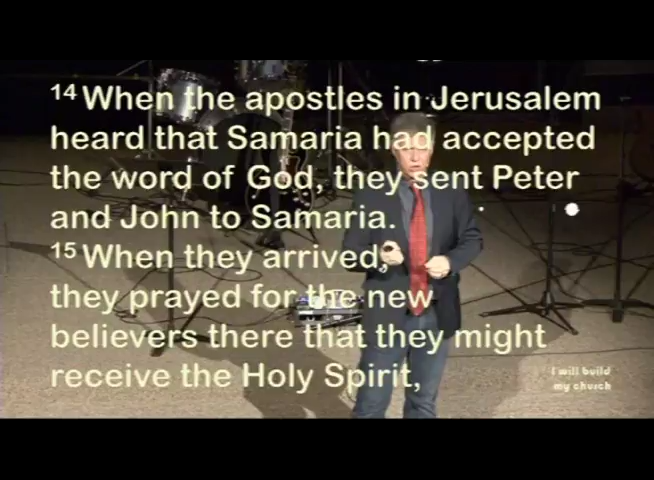 14 When the apostles in Jerusalem
heard that Samaria had accepted
the word of God, they sent Peter
and John to Samaria.
15 When they arrived
they prayed for the new
believers there that they might
receive the Holy Spirit,
I will build
my church